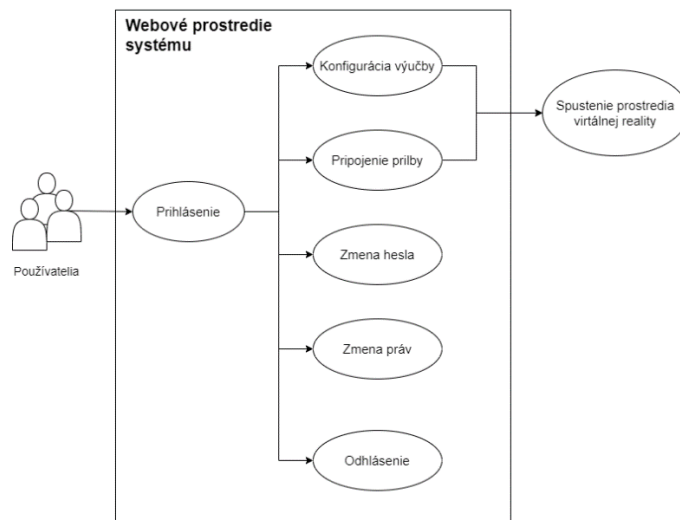 Webové prostredie
systému
Konfigurácia výučby
Spustenie prostredia
virtálnej reality
Pripojenie prilby
Prihlásenie
Používatelia
Zmena hesla
Zmena práv
Odhlásenie